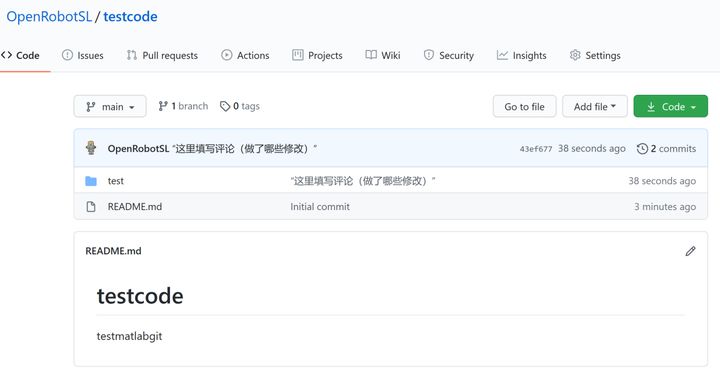 OpenRobotSL / testcode
Code Issues Pull requests Actions Projects Wiki Security Insights Settings
main 1 branch 0 tags Go to file Add file Code
OpenRobotSL “这里填写评论（做了哪些修改）” 43ef677 38 seconds ago 2 commits
test “这里填写评论（做了哪些修改）” 38 seconds ago
README.md Initial commit 3 minutes ago
README.md
testcode
testmatlabgit